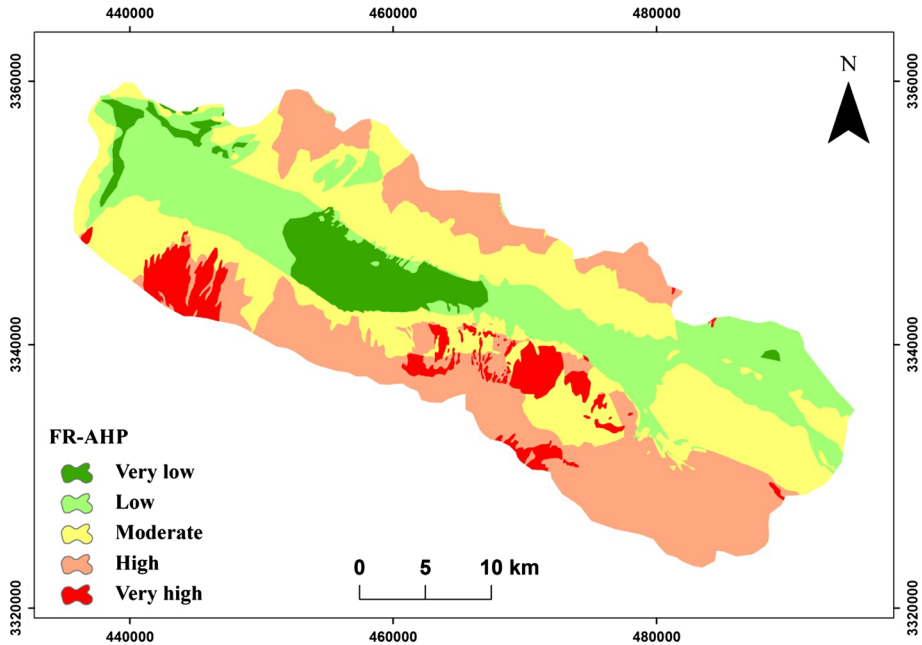 440000 460000 480000
3360000 3360000
N
3340000 3340000
FR-AHP
Very low
Low
Moderate
High
Very high
0 5 10 km
3320000 3320000
440000 460000 480000